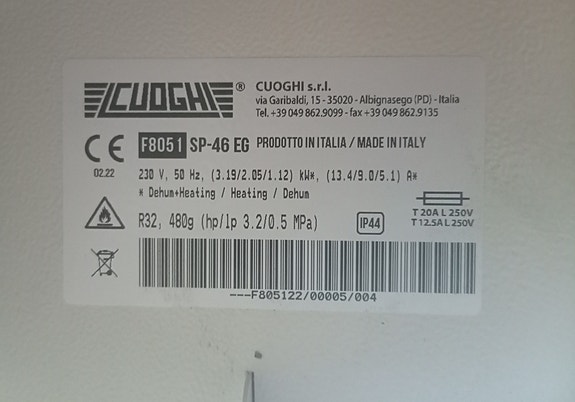 CUOGHI ®
CUOGHI s.r.l.
via Garibaldi, 15 - 35020 - Albignasego (PD) - Italia
Tel. +39 049 862.9099 - fax +39 049 862.9135
CE F8051 SP-46 EG PRODOTTO IN ITALIA / MADE IN ITALY
02.22
230 V, 50 Hz, (3.19/2.05/1.12) kW*, (13.4/9.0/5.1) A*
* Dehum+Heating / Heating / Dehum
R32, 480g (hp/lp 3.2/0.5 MPa)
IP44
T 20A L 250V
T 12.5A L 250V
---F805122/00005/004